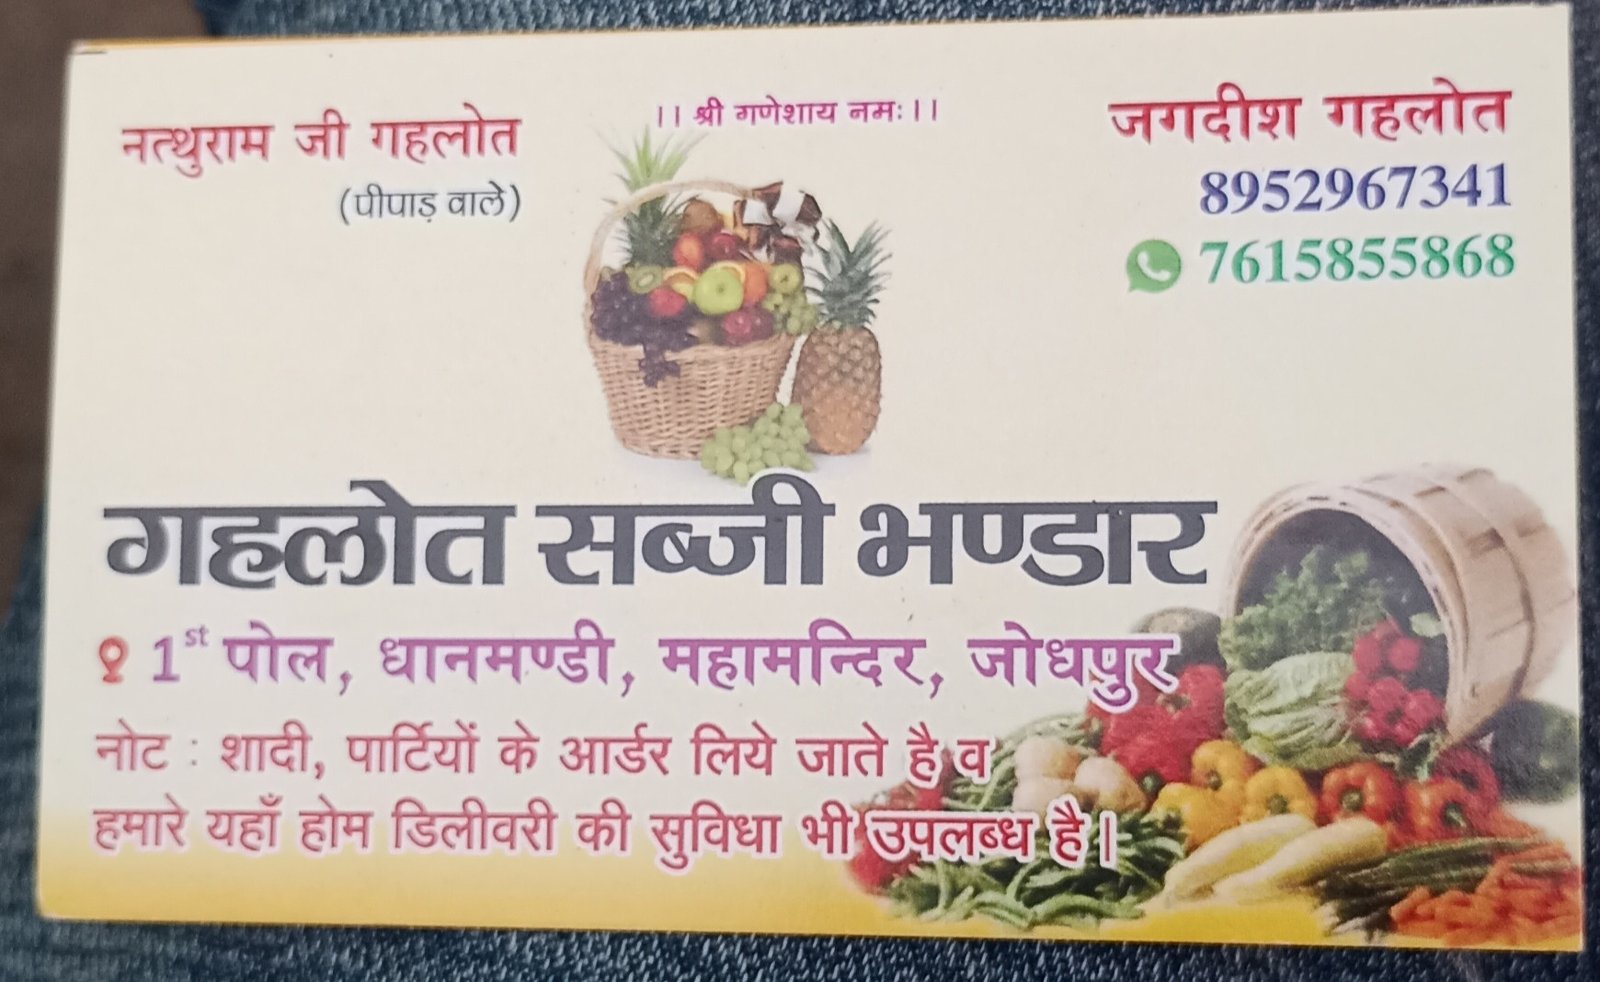 ।। श्री गणेशाय नमः।।
नत्थुराम जी गहलोत
(पीपाड़ वाले)
जगदीश गहलोत
8952967341
7615855868
गहलोत सब्जी भण्डार
1st पोल, धानमण्डी, महामन्दिर, जोधपुर
नोट : शादी, पार्टियों के आर्डर लिये जाते है व
हमारे यहाँ होम डिलीवरी की सुविधा भी उपलब्ध है।